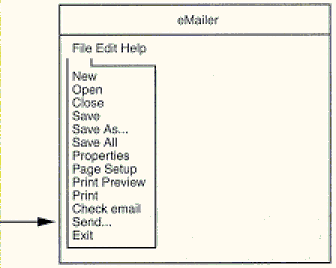 eMailer
File Edit Help
New
Open
Close
Save
Save As...
Save All
Properties
Page Setup
Print Preview
Print
Check email
Send...
Exit